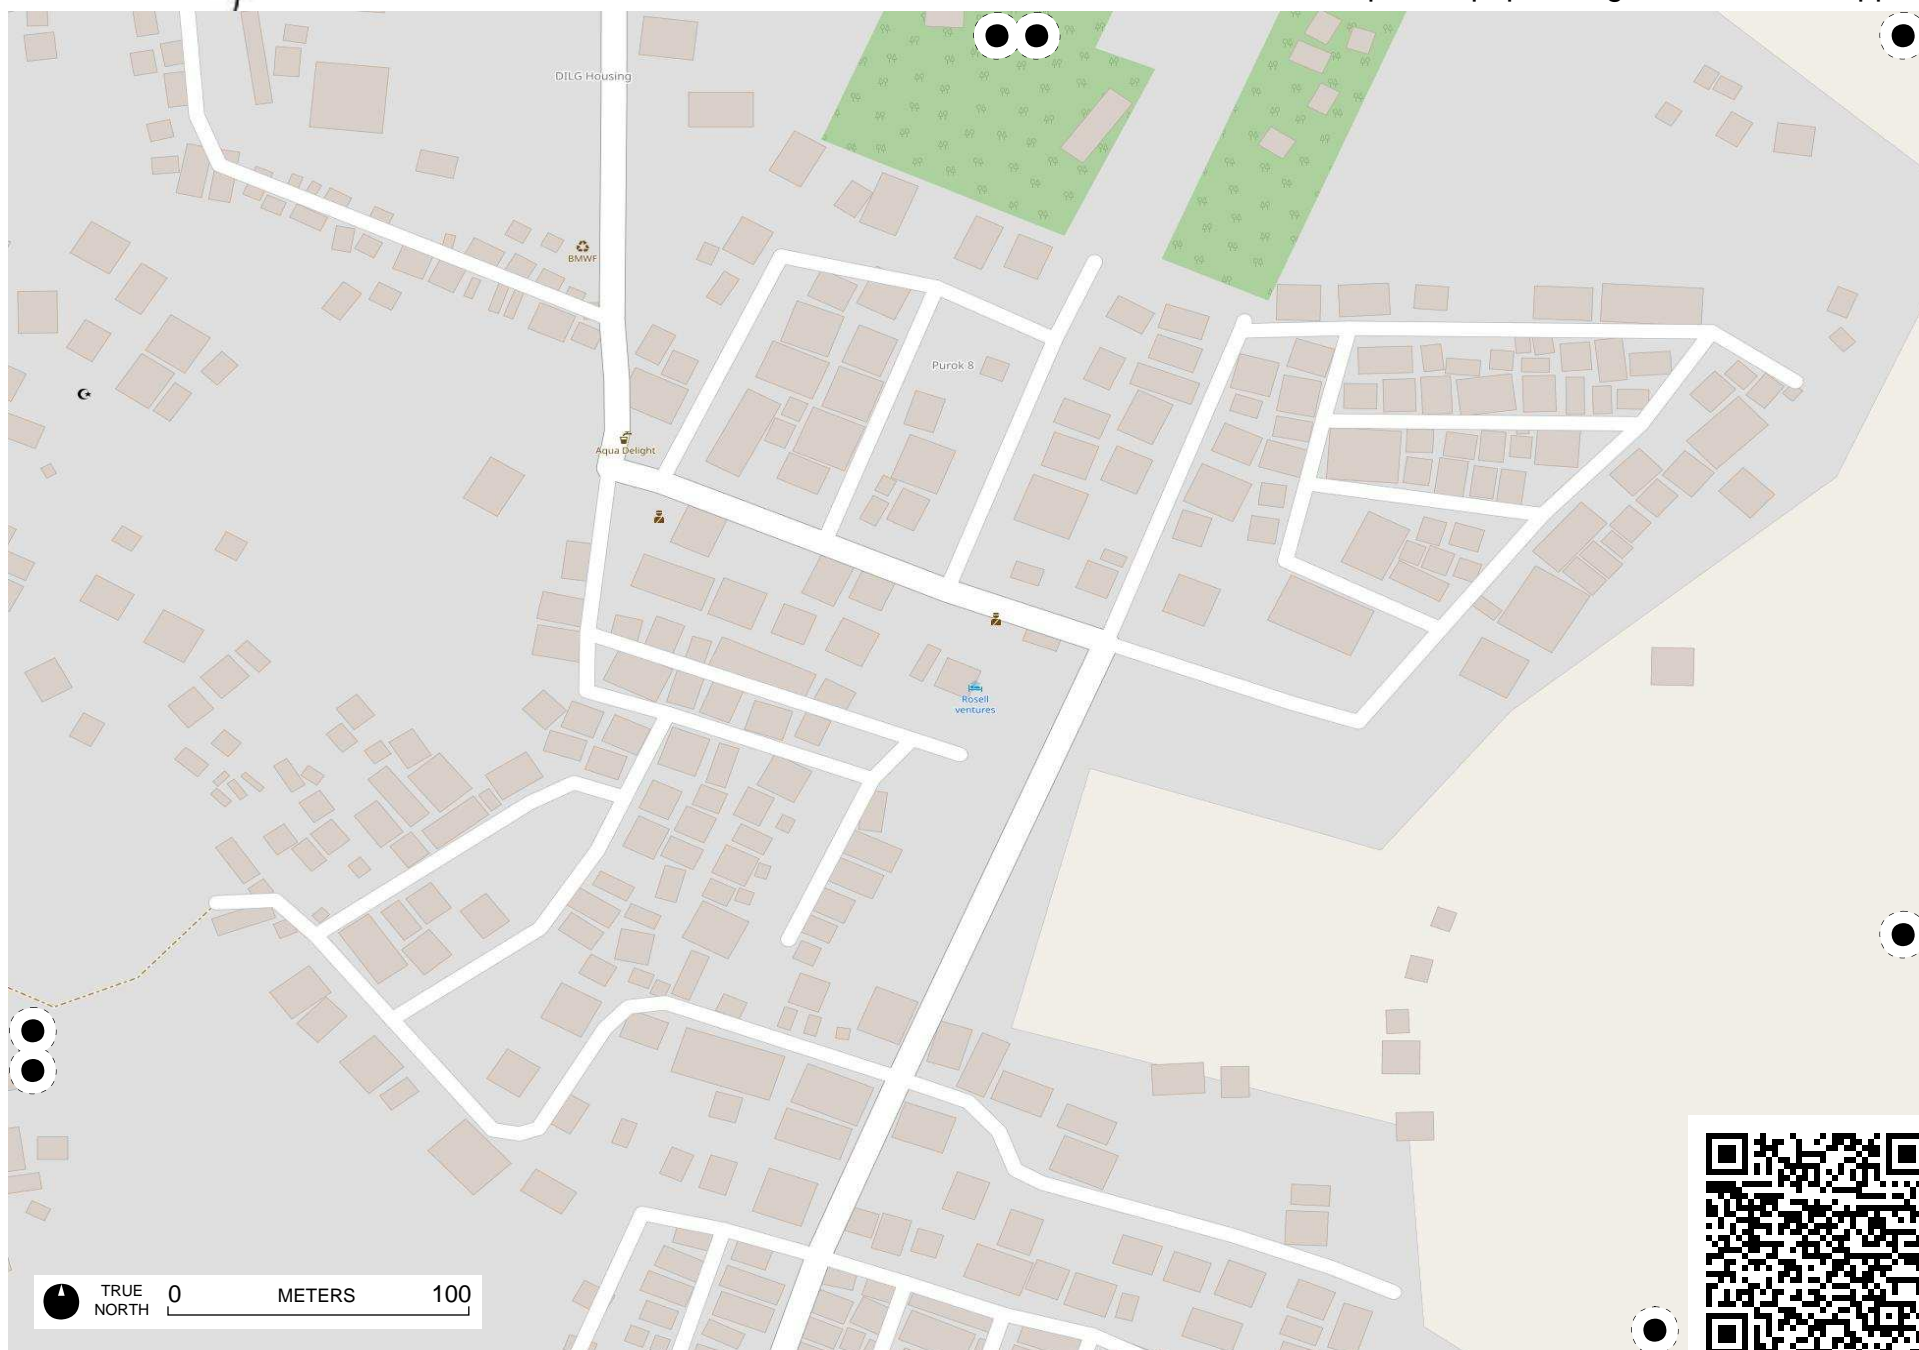 DILG Housing
BMWF
Purok 8
Aqua Delight
Rosell
ventures
TRUE
NORTH
0
METERS
100